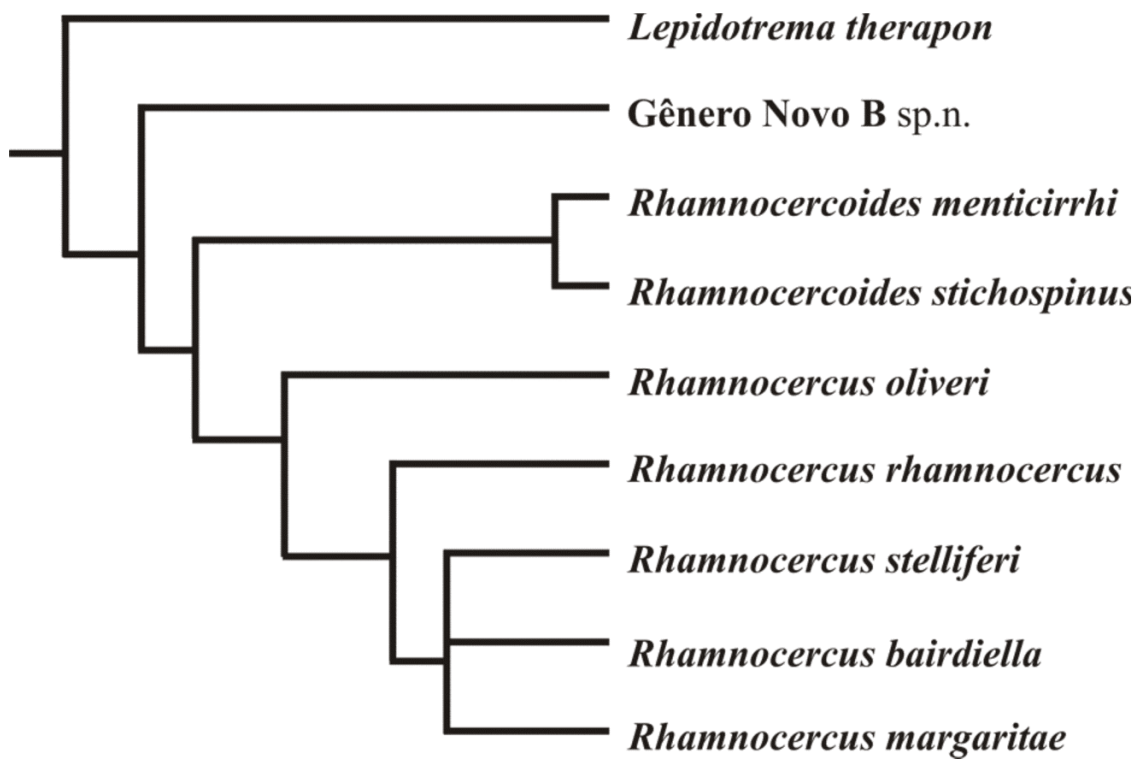 Lepidotrema therapon
Gênero Novo B sp.n.
Rhamnocercoides menticirrhi
Rhamnocercoides stichospinus
Rhamnocercus oliveri
Rhamnocercus rhamnocercus
Rhamnocercus stelliferi
Rhamnocercus bairdiella
Rhamnocercus margaritae